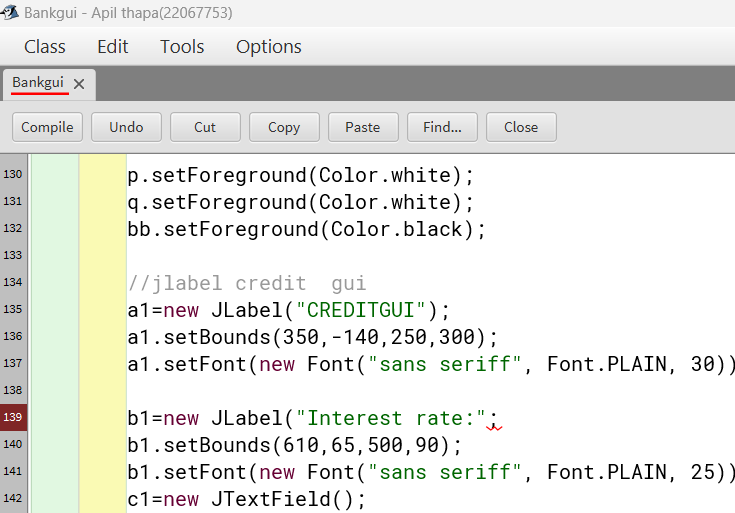 Bankgui - Apil thapa(22067753)
Class Edit Tools Options
Bankgui
Compile Undo Cut Copy Paste Find... Close
130 p.setForeground(Color.white);
131 q.setForeground(Color.white);
132 bb.setForeground(Color.black);
133
134 //jlabel credit  gui
135 a1=new JLabel("CREDITGUI");
136 a1.setBounds(350,-140,250,300);
137 a1.setFont(new Font("sans seriff", Font.PLAIN, 30))
138
139 b1=new JLabel("Interest rate:";
140 b1.setBounds(610,65,500,90);
141 b1.setFont(new Font("sans seriff", Font.PLAIN, 25))
142 c1=new JTextField();